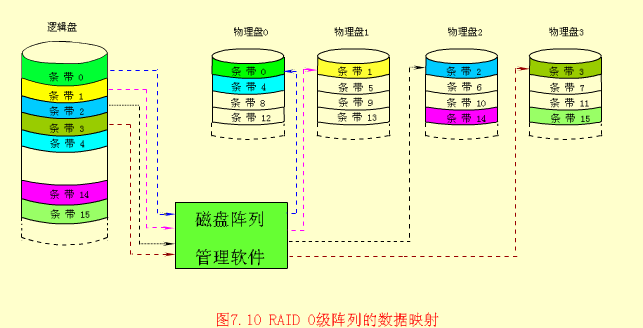 逻辑盘 物理盘0 物理盘1 物理盘2 物理盘3
条带 0 条带 0 条带 1 条带 2 条带 3
条带 1 条带 4 条带 5 条带 6 条带 7
条带 2 条带 8 条带 9 条带 10 条带 11
条带 3 条带 12 条带 13 条带 14 条带 15
条带 4
条带 14
条带 15
磁盘阵列
管理软件
图7.10 RAID 0级阵列的数据映射